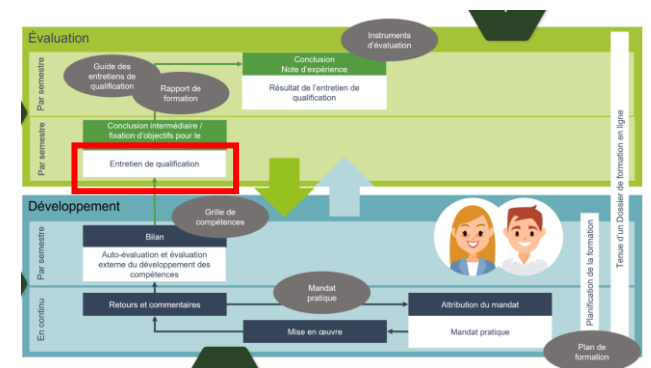 Évaluation
Instruments
d'évaluation
Par semestre
Guide des
entretiens de
qualification
Rapport de
formation
Conclusion
Note d'expérience
Résultat de l'entretien de
qualification
Par semestre
Conclusion intermédiaire /
fixation d'objectifs pour le
Entretien de qualification
Développement
Grille de
compétences
Par semestre
Bilan
Auto-évaluation et évaluation
externe du développement des
compétences
En continu
Retours et commentaires
Mandat
pratique
Attribution du mandat
Mandat pratique
Mise en œuvre
Planification de la formation
Tenue d'un Dossier de formation en ligne
Plan de
formation